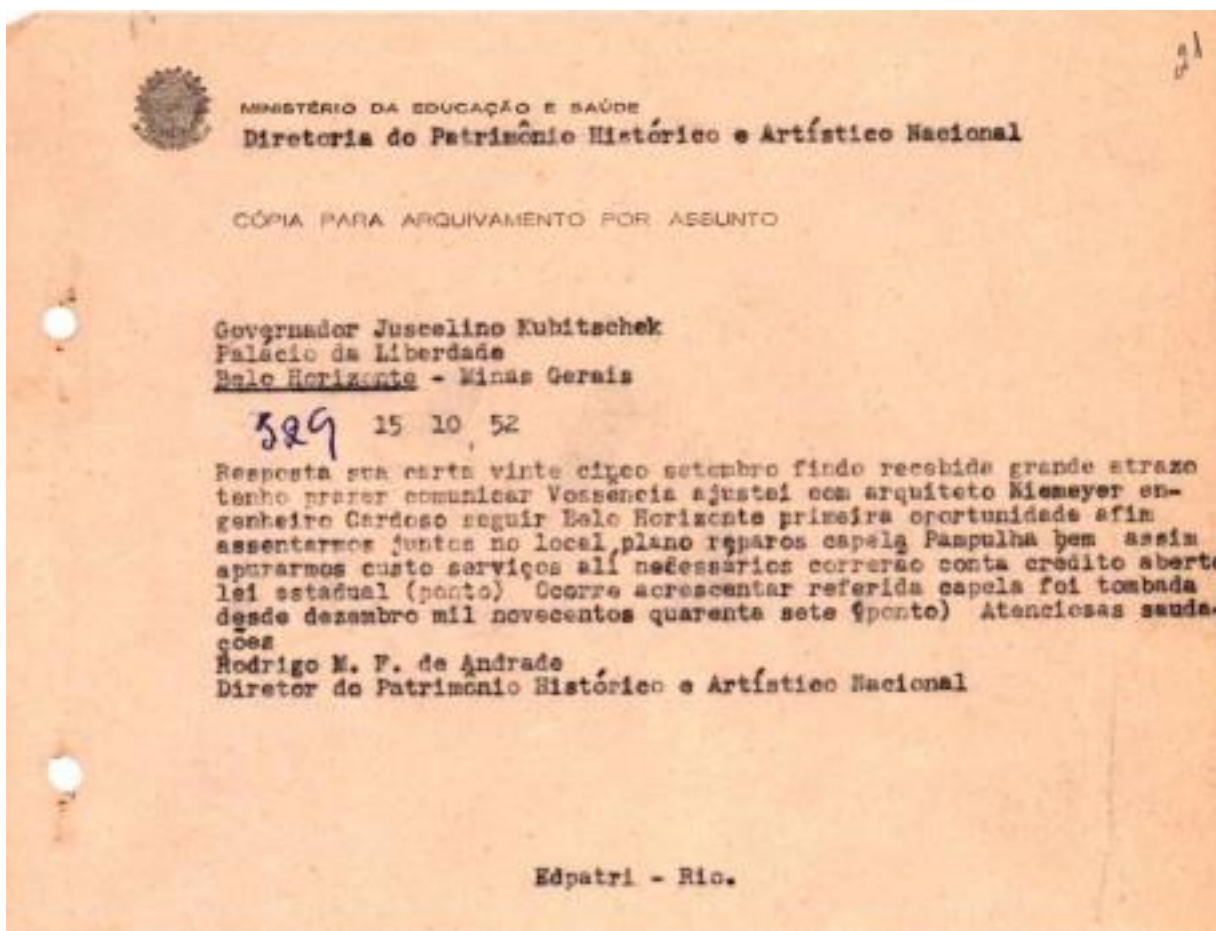 21
MINISTÉRIO DA EDUCAÇÃO E SAÚDE
Diretoria do Patrimônio Histórico e Artístico Nacional
CÓPIA PARA ARQUIVAMENTO POR ASSUNTO
Governador Juscelino Kubitschek
Palácio da Liberdade
Belo Horizonte - Minas Gerais
529 15 10 52
Resposta sua carta vinte cinco setembro findo recebida grande atrazo
tenho prazer comunicar Vossencia ajustei com arquiteto Niemeyer en-
genheiro Cardoso seguir Belo Horizonte primeira oportunidade afim
assentarmos juntos no local plano reparos capela Pampulha bem assim
apurarmos custo serviços ali necessários correrão conta crédito aberto
lei estadual (ponto) Ocorre acrescentar referida capela foi tombada
desde dezembro mil novecentos quarenta sete (ponto) Atenciosas sauda-
ções
Rodrigo M. F. de Andrade
Diretor do Patrimônio Histórico e Artístico Nacional
Edpatri - Rio.